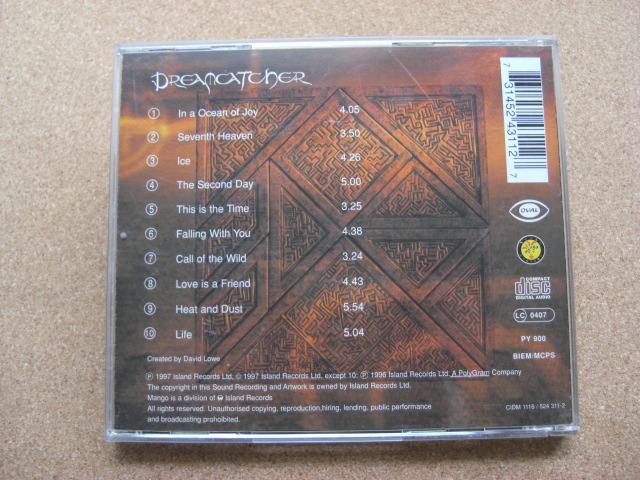 DREAMCATCHER
1 In a Ocean of Joy 4.05
2 Seventh Heaven 3.50
3 Ice 4.26
4 The Second Day 5.00
5 This is the Time 3.25
6 Falling With You 4.38
7 Call of the Wild 3.24
8 Love is a Friend 4.43
9 Heat and Dust 5.54
10 Life 5.04
Created by David Lowe
℗ 1997 Island Records Ltd. © 1997 Island Records Ltd. except 10: ℗ 1996 Island Records Ltd. A PolyGram Company
The copyright in this Sound Recording and Artwork is owned by Island Records Ltd.
Mango is a division of Island Records
All rights reserved. Unauthorised copying, reproduction, hiring, lending, public performance
and broadcasting prohoibited.
7 31452 43112 7
COMPACT
disc
DIGITAL AUDIO
LC 0407
PY 900
BIEM/MCPS
CIDM 1118 / 524 311-2